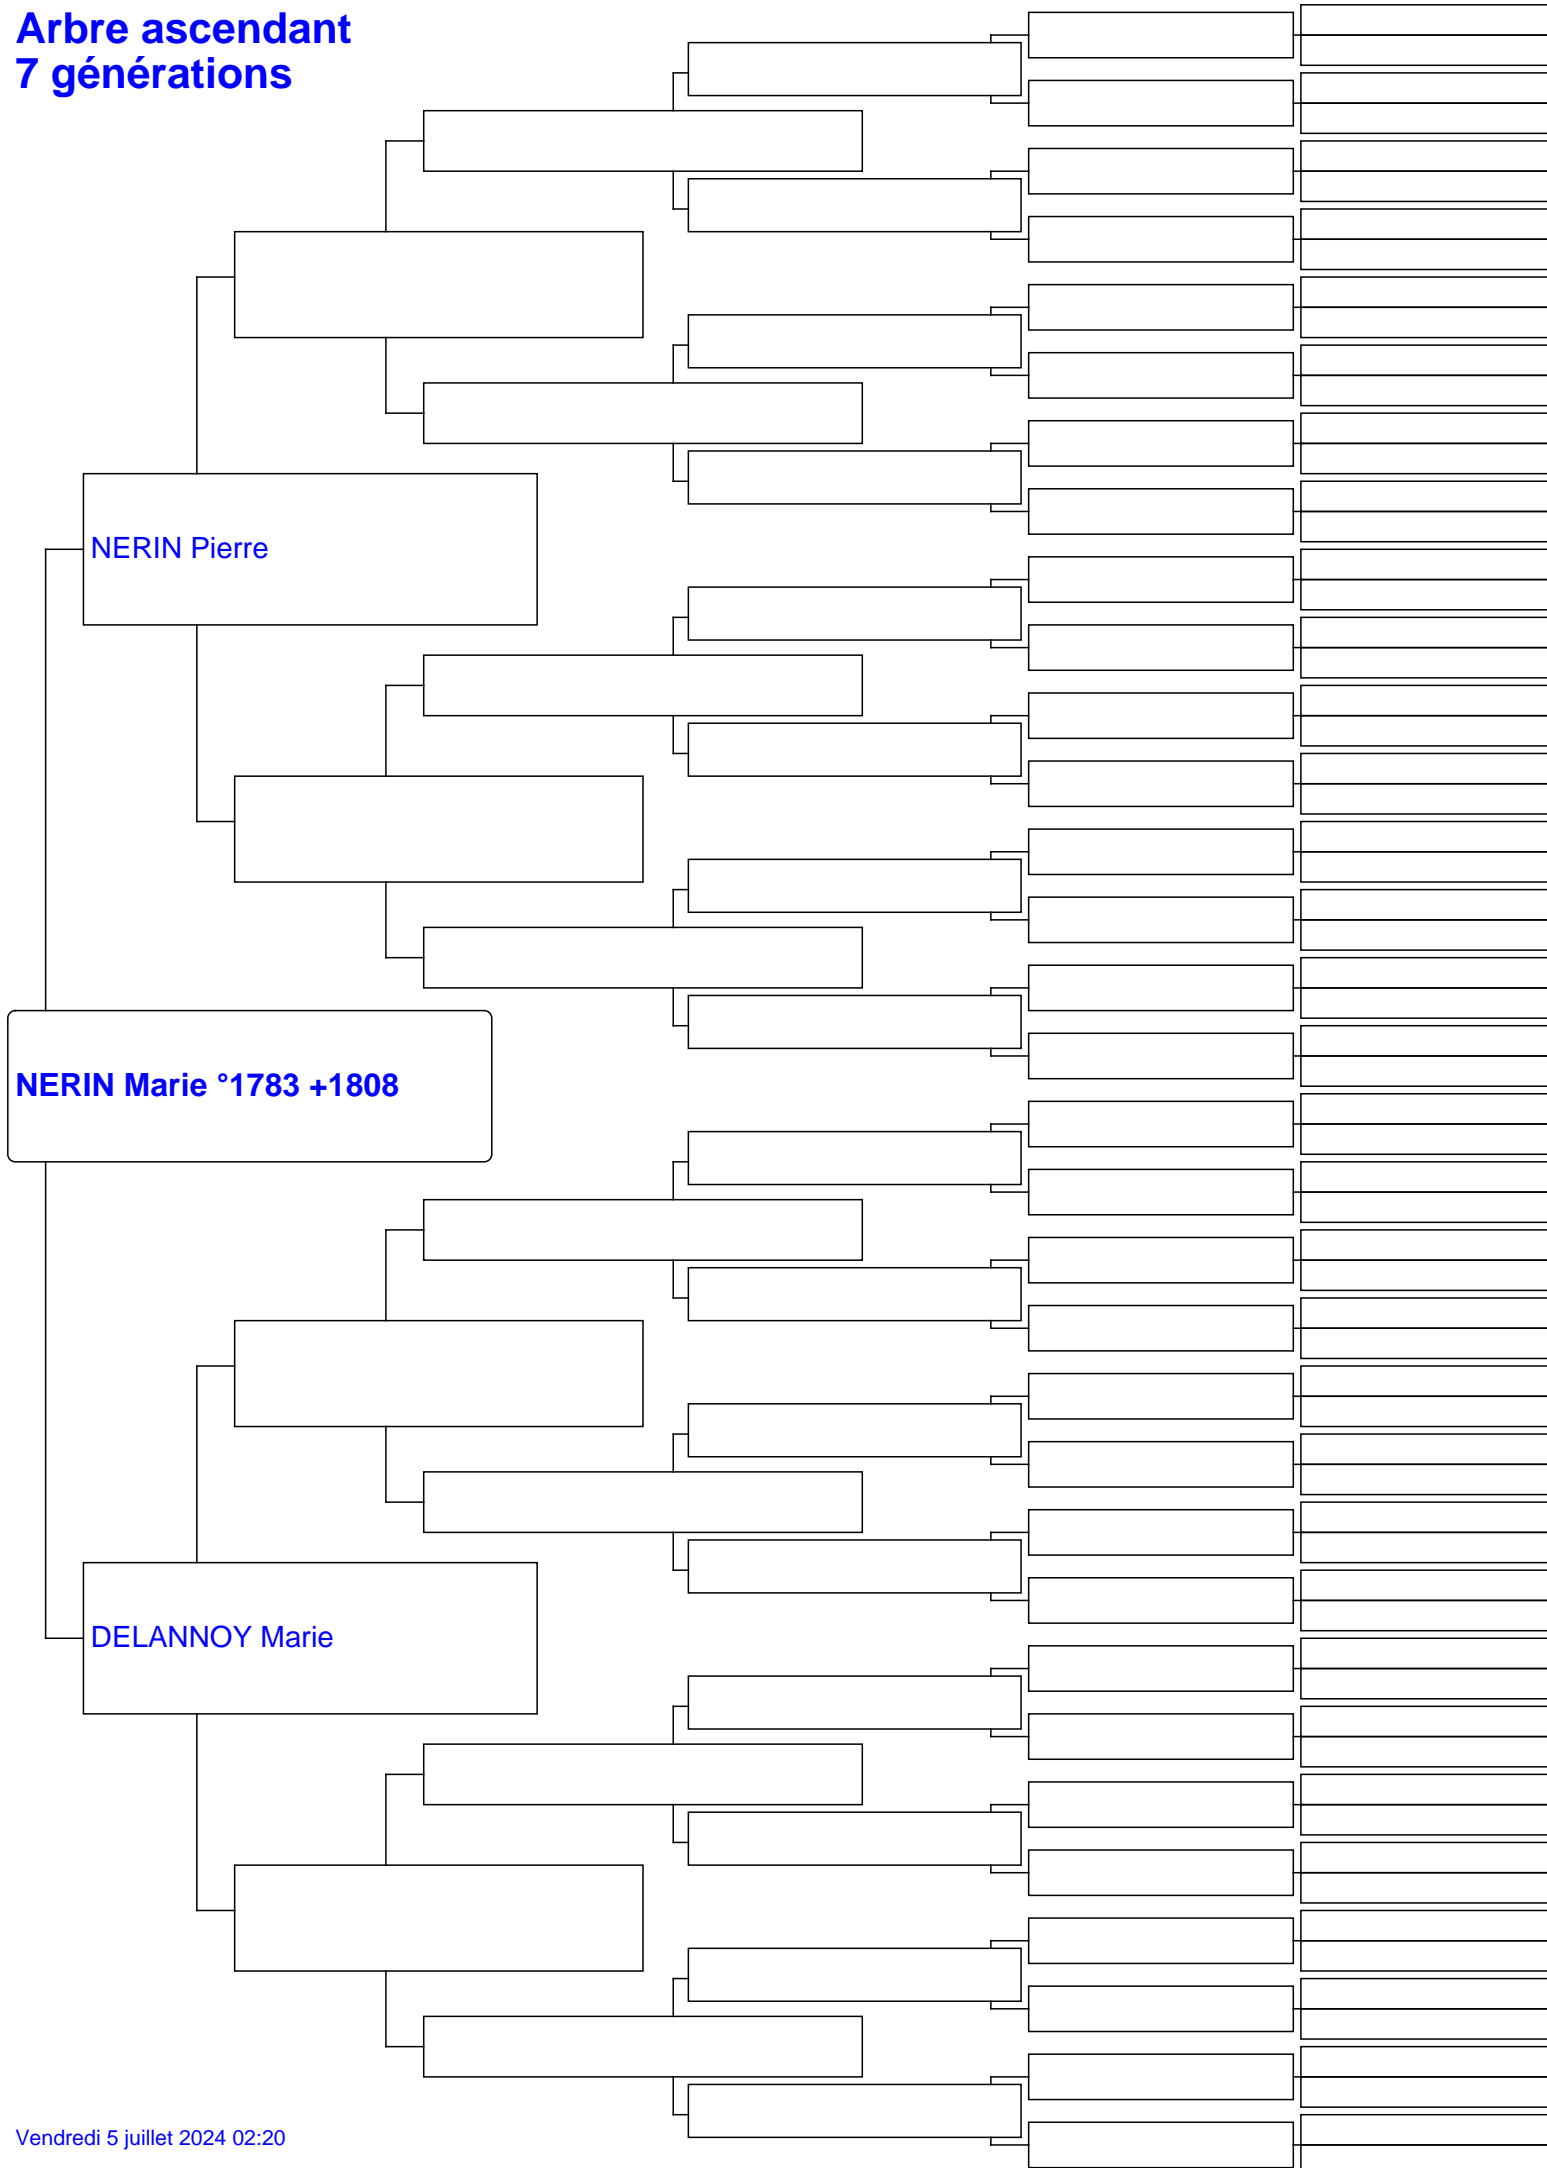 Arbre ascendant
7 générations
NERIN Pierre
NERIN Marie °1783 +1808
DELANNOY Marie
Vendredi 5 juillet 2024 02:20